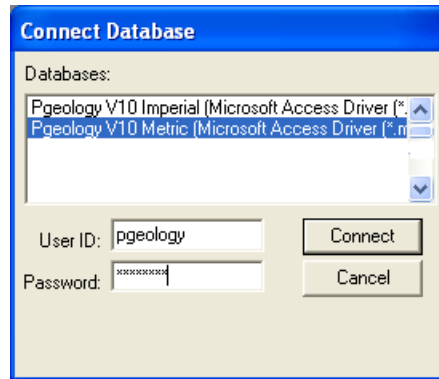 Connect Database
Databases:
Pgeology V10 Imperial (Microsoft Access Driver (*.
Pgeology V10 Metric (Microsoft Access Driver (*.m
User ID: pgeology
Connect
Password: ********
Cancel